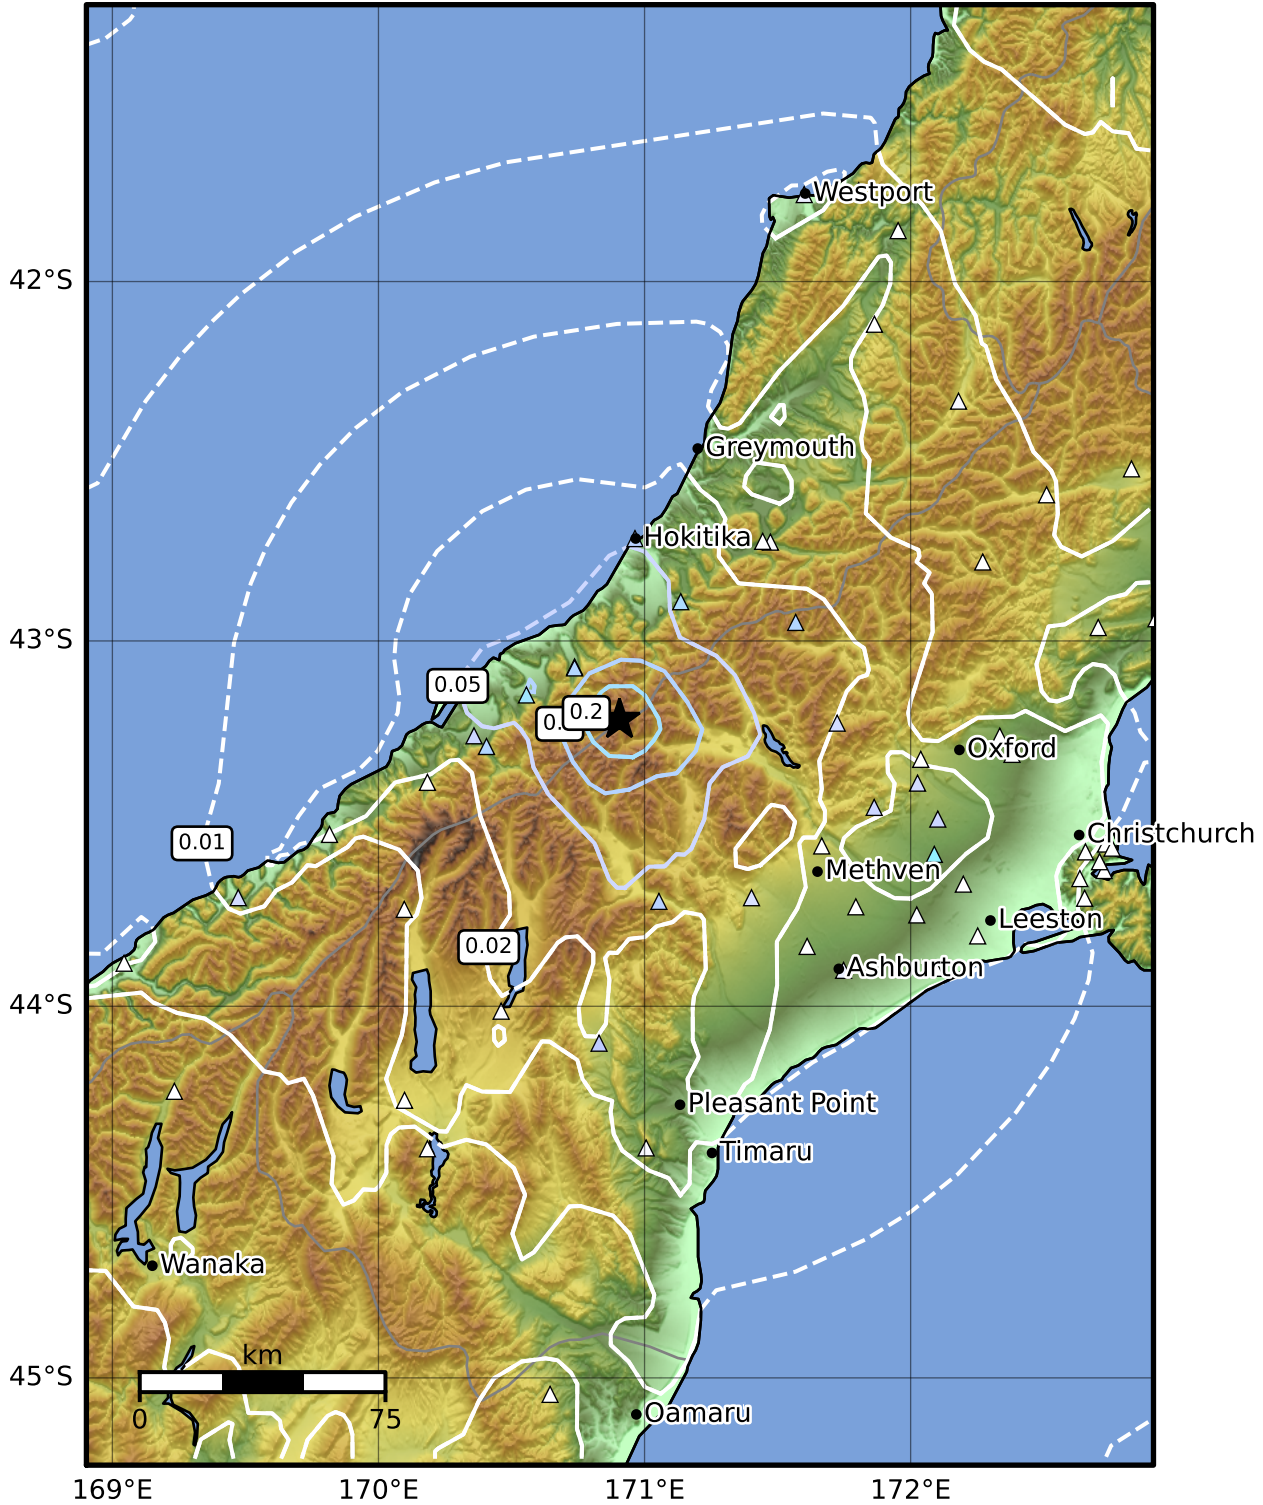 Westport
42°S
Greymouth
Hokitika
43°S
0.05
0.2
Oxford
0.01
Christchurch
Methven
Leeston
0.02
Ashburton
44°S
Pleasant Point
Timaru
Wanaka
km
45°S
0 75
Oamaru
169°E 170°E 171°E 172°E